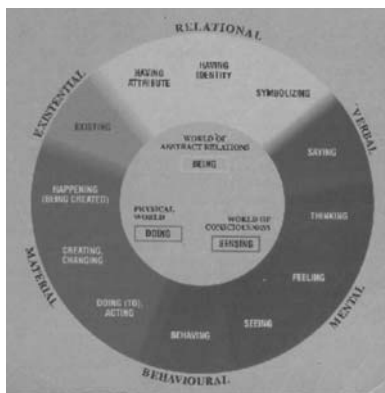 RELATIONAL
HAVING
ATTRIBUTE
HAVING
IDENTITY
SYMBOLIZING
EXISTENTIAL
EXISTING
VERBAL
SAYING
WORLD OF
ABSTRACT RELATIONS
BEING
HAPPENING
(BEING CREATED)
PHYSICAL
WORLD
DOING
WORLD OF
CONSCIOUSNESS
SENSING
THINKING
CREATING,
CHANGING
FEELING
MATERIAL
DOING (TO),
ACTING
BEHAVING
SEEING
MENTAL
BEHAVIOURAL